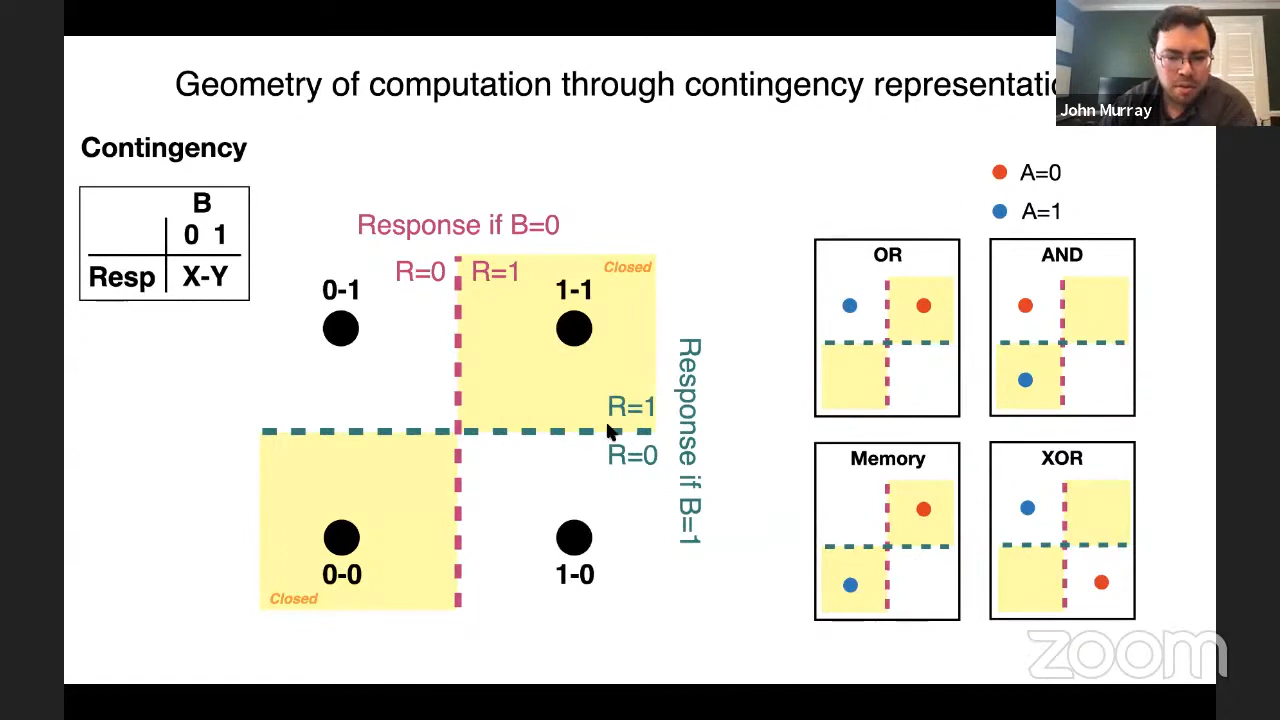 Geometry of computation through contingency representatio
John Murray
Contingency
B
0 1
Resp X-Y
Response if B=0
R=0 R=1
Closed
0-1
1-1
R=1
R=0
Response if B=1
0-0
1-0
Closed
A=0
A=1
OR
AND
Memory
XOR
zoom